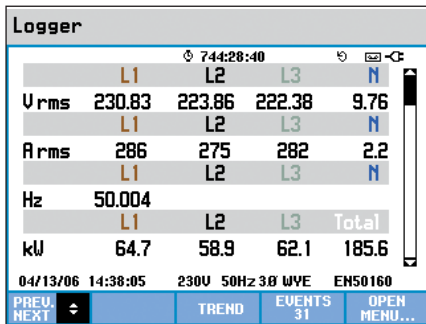 Logger
744:28:40
L1 L2 L3 N
Vrms 230.83 223.86 222.38 9.76
L1 L2 L3 N
Arms 286 275 282 2.2
L1 L2 L3 N
Hz 50.004
L1 L2 L3 Total
kW 64.7 58.9 62.1 185.6
04/13/06 14:38:05 230V 50Hz 3Ø WYE EN50160
PREV. NEXT TREND EVENTS 31 OPEN MENU...